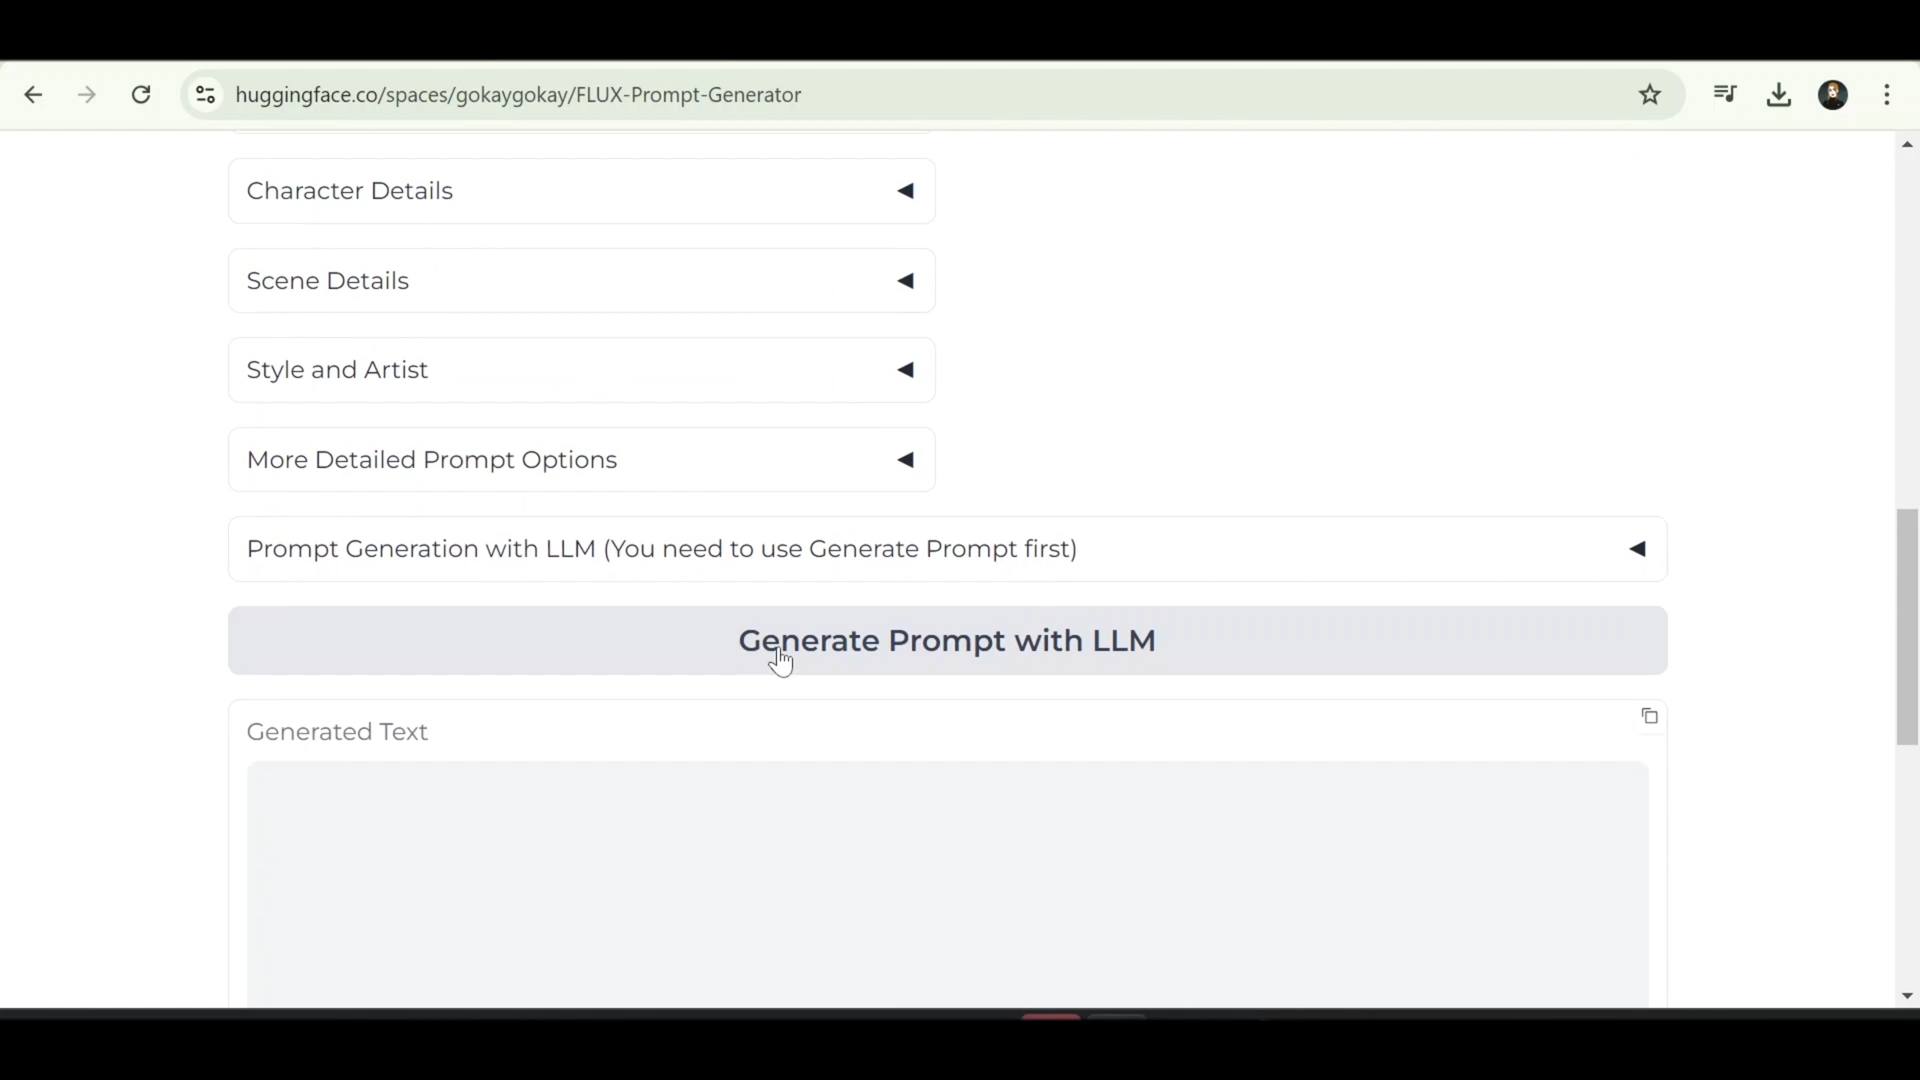 huggingface.co/spaces/gokaygokay/FLUX-Prompt-Generator
Character Details
Scene Details
Style and Artist
More Detailed Prompt Options
Prompt Generation with LLM (You need to use Generate Prompt first)
Generate Prompt with LLM
Generated Text